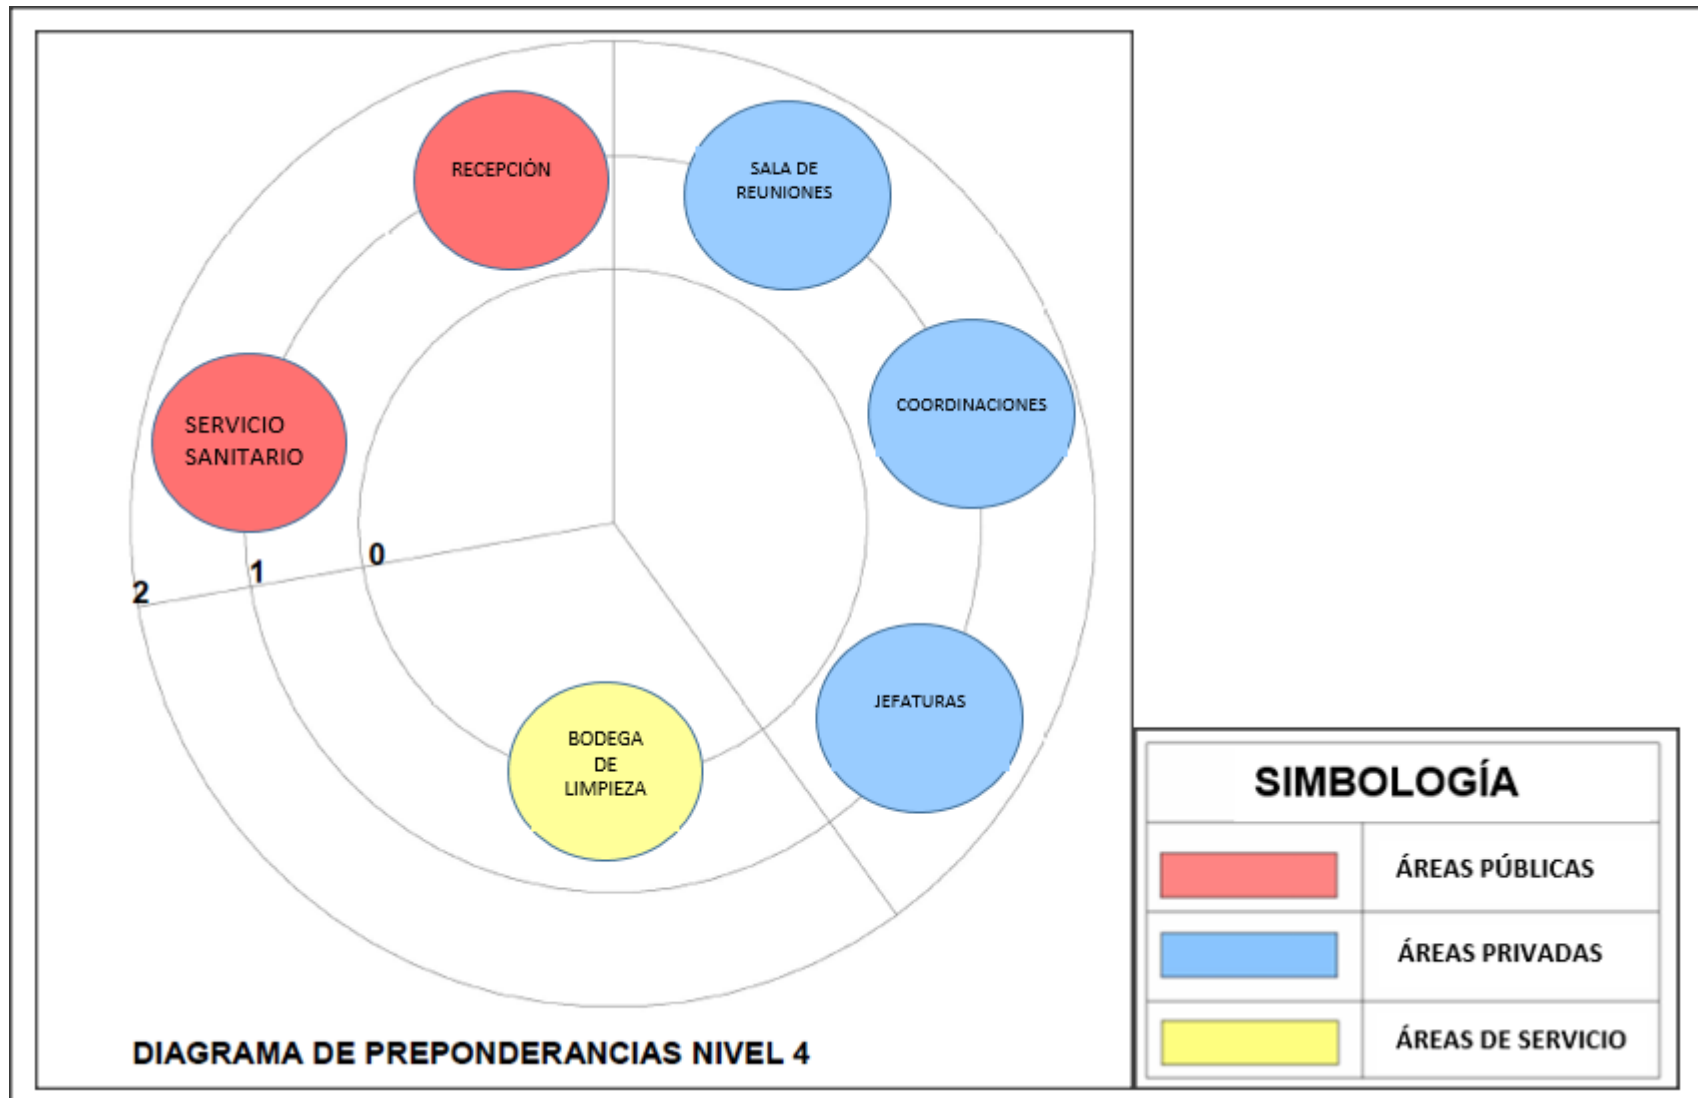 RECEPCIÓN
SALA DE
REUNIONES
COORDINACIONES
SERVICIO
SANITARIO
0
1
2
JEFATURAS
BODEGA
DE
LIMPIEZA
DIAGRAMA DE PREPONDERANCIAS NIVEL 4
SIMBOLOGÍA
ÁREAS PÚBLICAS
ÁREAS PRIVADAS
ÁREAS DE SERVICIO